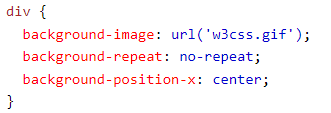 div {
  background-image: url('w3css.gif');
  background-repeat: no-repeat;
  background-position-x: center;
}